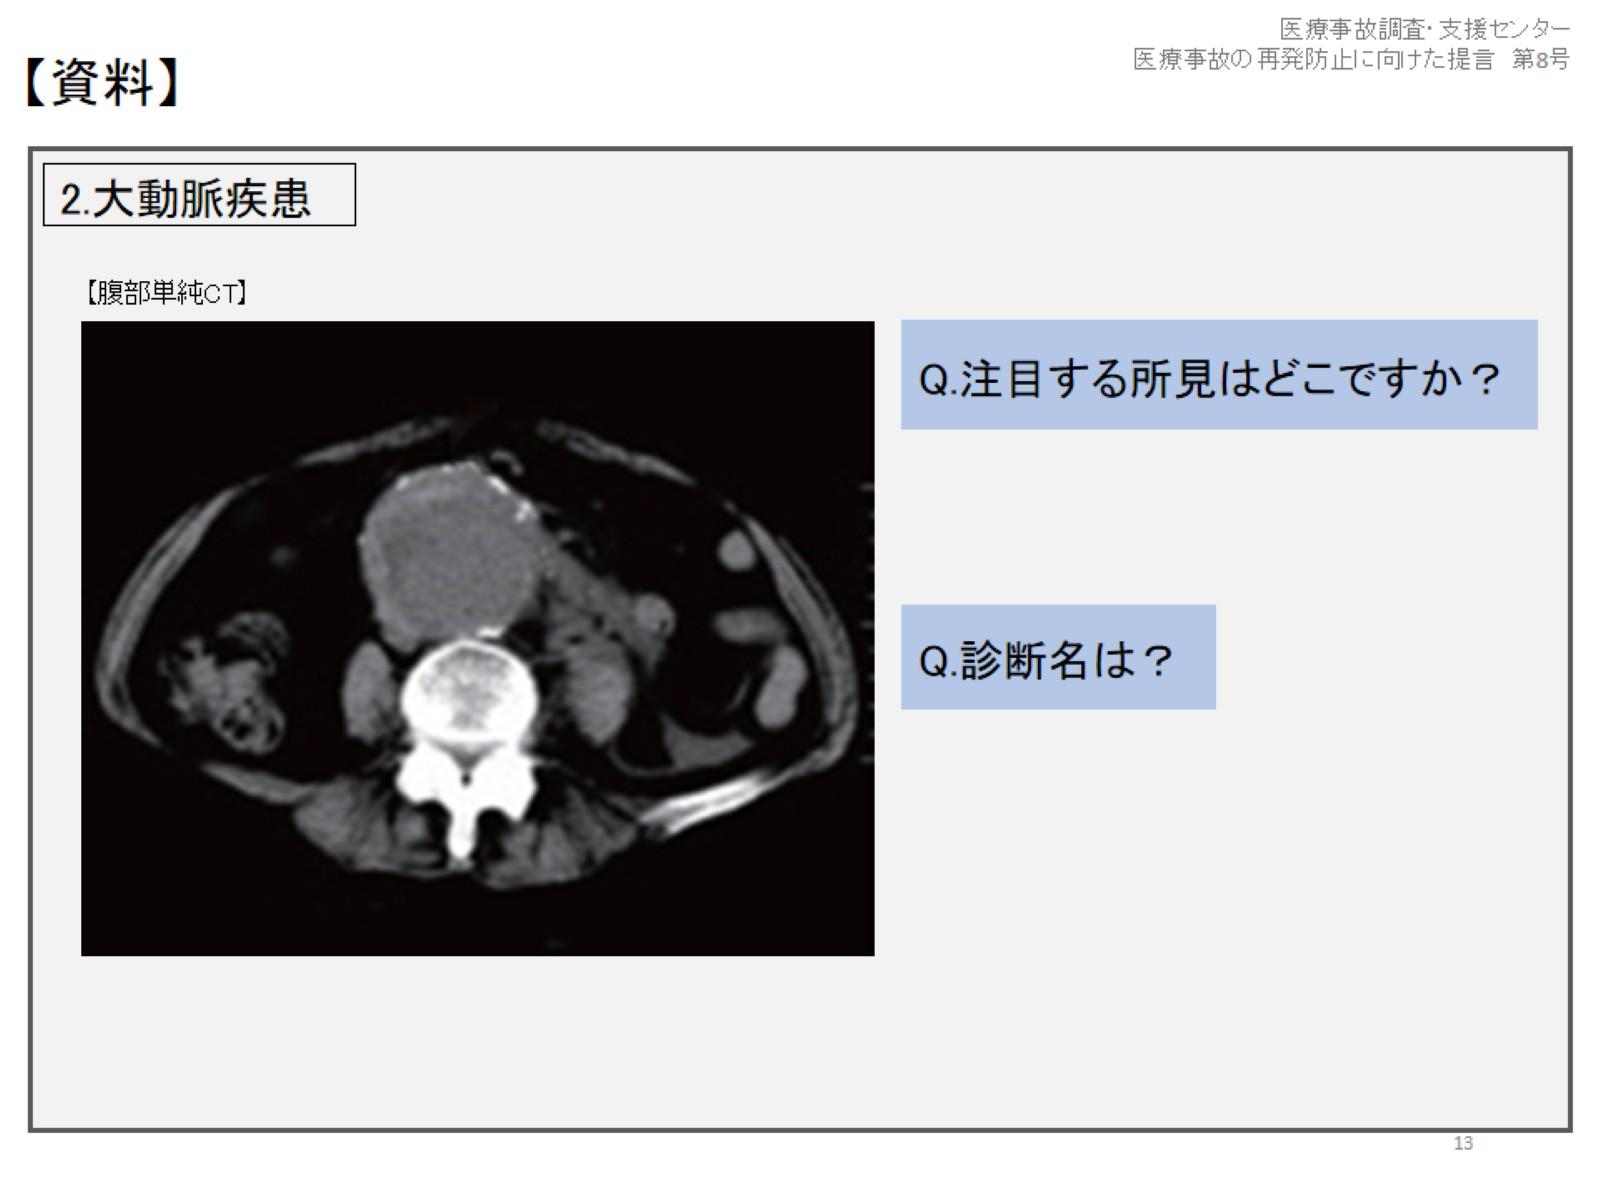 医療事故調査・支援センター
医療事故の再発防止に向けた提言　第8号
【資料】
2.大動脈疾患
【腹部単純CT】
Q.注目する所見はどこですか？
Q.診断名は？
13